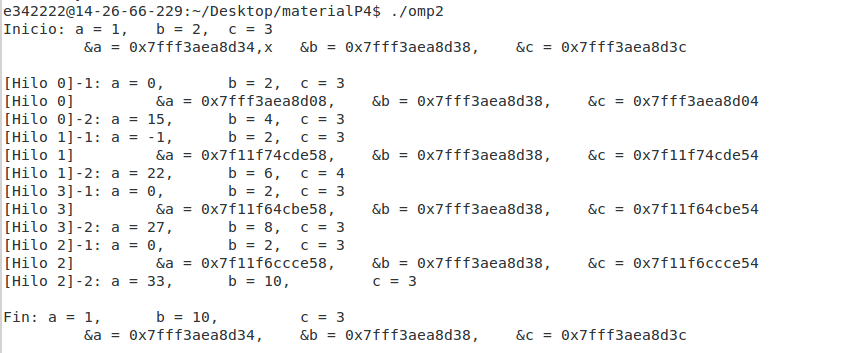 e342222@14-26-66-229:~/Desktop/materialP4$ ./omp2
Inicio: a = 1,   b = 2,  c = 3
         &a = 0x7fff3aea8d34,x   &b = 0x7fff3aea8d38,    &c = 0x7fff3aea8d3c

[Hilo 0]-1: a = 0,       b = 2,  c = 3
[Hilo 0]         &a = 0x7fff3aea8d08,    &b = 0x7fff3aea8d38,    &c = 0x7fff3aea8d04
[Hilo 0]-2: a = 15,      b = 4,  c = 3
[Hilo 1]-1: a = -1,      b = 2,  c = 3
[Hilo 1]         &a = 0x7f11f74cde58,    &b = 0x7fff3aea8d38,    &c = 0x7f11f74cde54
[Hilo 1]-2: a = 22,      b = 6,  c = 4
[Hilo 3]-1: a = 0,       b = 2,  c = 3
[Hilo 3]         &a = 0x7f11f64cbe58,    &b = 0x7fff3aea8d38,    &c = 0x7f11f64cbe54
[Hilo 3]-2: a = 27,      b = 8,  c = 3
[Hilo 2]-1: a = 0,       b = 2,  c = 3
[Hilo 2]         &a = 0x7f11f6ccce58,    &b = 0x7fff3aea8d38,    &c = 0x7f11f6ccce54
[Hilo 2]-2: a = 33,      b = 10,         c = 3

Fin: a = 1,      b = 10,         c = 3
         &a = 0x7fff3aea8d34,    &b = 0x7fff3aea8d38,    &c = 0x7fff3aea8d3c